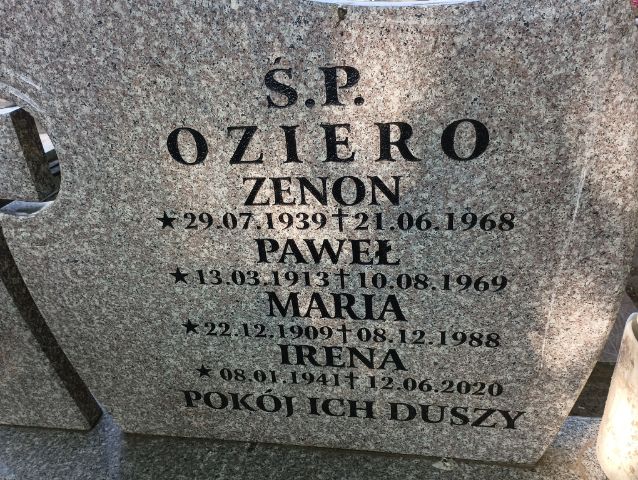 Ś.P.
OZIERO
ZENON
★29.07.1939†21.06.1968
PAWEŁ
★13.03.1913†10.08.1969
MARIA
★22.12.1909†08.12.1988
IRENA
★08.01.1941†12.06.2020
POKÓJ ICH DUSZY